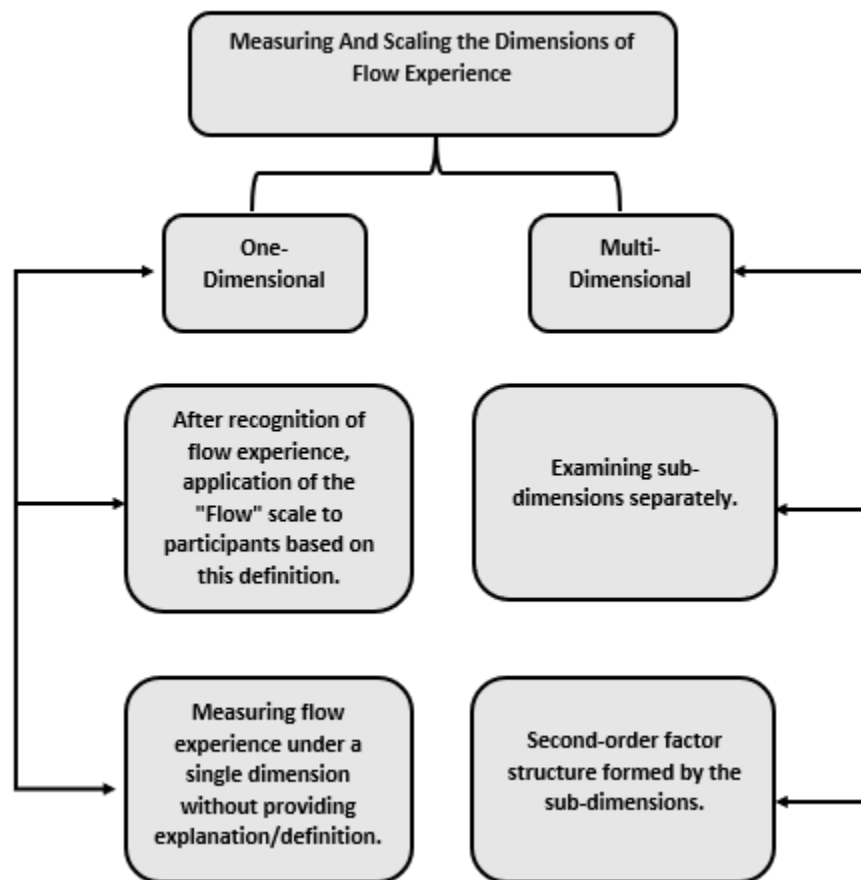 Measuring And Scaling the Dimensions of
Flow Experience
One-
Dimensional
Multi-
Dimensional
After recognition of
flow experience,
application of the
"Flow" scale to
participants based on
this definition.
Examining sub-
dimensions separately.
Measuring flow
experience under a
single dimension
without providing
explanation/definition.
Second-order factor
structure formed by the
sub-dimensions.